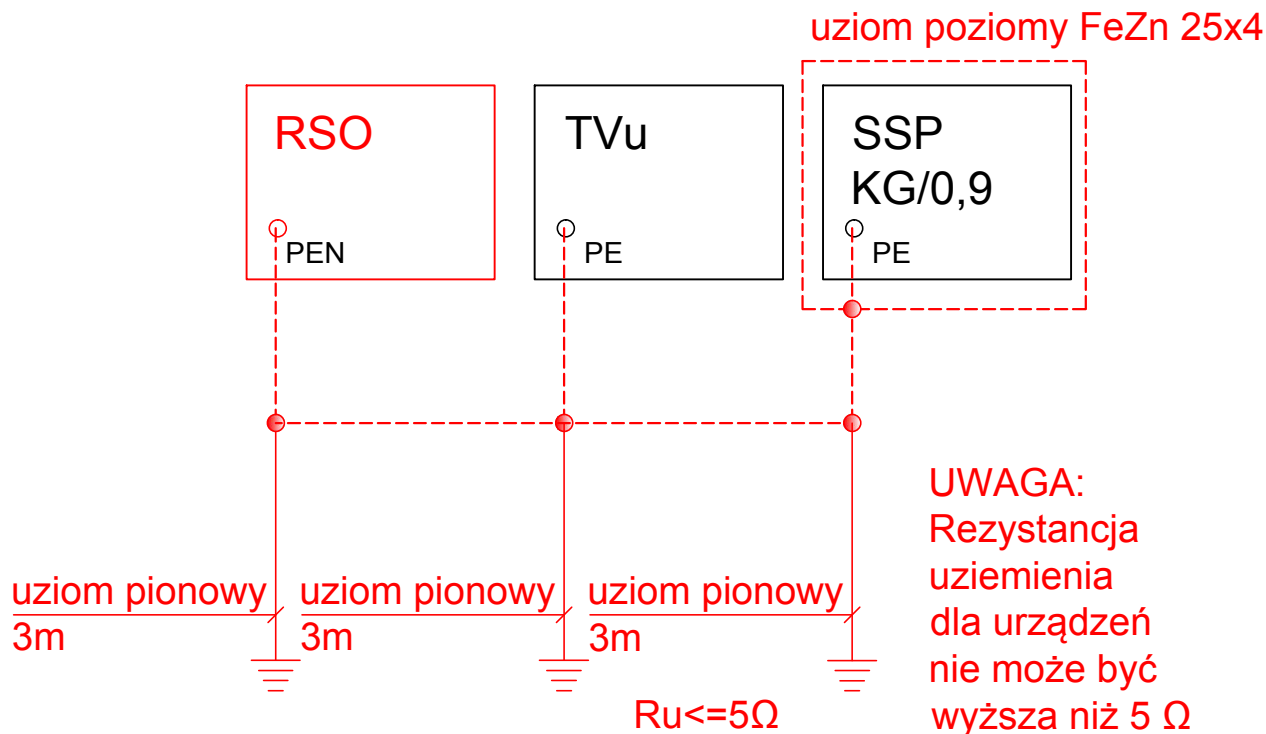 uziom poziomy FeZn 25x4
RSO
PEN
TVu
PE
SSP
KG/0,9
PE
uziom pionowy
3m
uziom pionowy
3m
uziom pionowy
3m
Ru<=5Ω
UWAGA:
Rezystancja
uziemienia
dla urządzeń
nie może być
wyższa niż 5 Ω